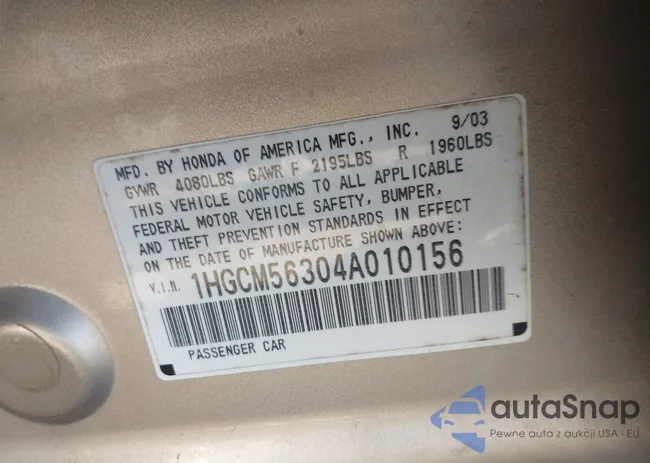 MFD. BY HONDA OF AMERICA MFG., INC. 9/03
GVWR 4080LBS GAWR F 2195LBS R 1960LBS
THIS VEHICLE CONFORMS TO ALL APPLICABLE
FEDERAL MOTOR VEHICLE SAFETY, BUMPER,
AND THEFT PREVENTION STANDARDS IN EFFECT
ON THE DATE OF MANUFACTURE SHOWN ABOVE:
V.I.N. 1HGCM56304A010156
PASSENGER CAR
autaSnap
Pewne auta z aukcji USA i EU